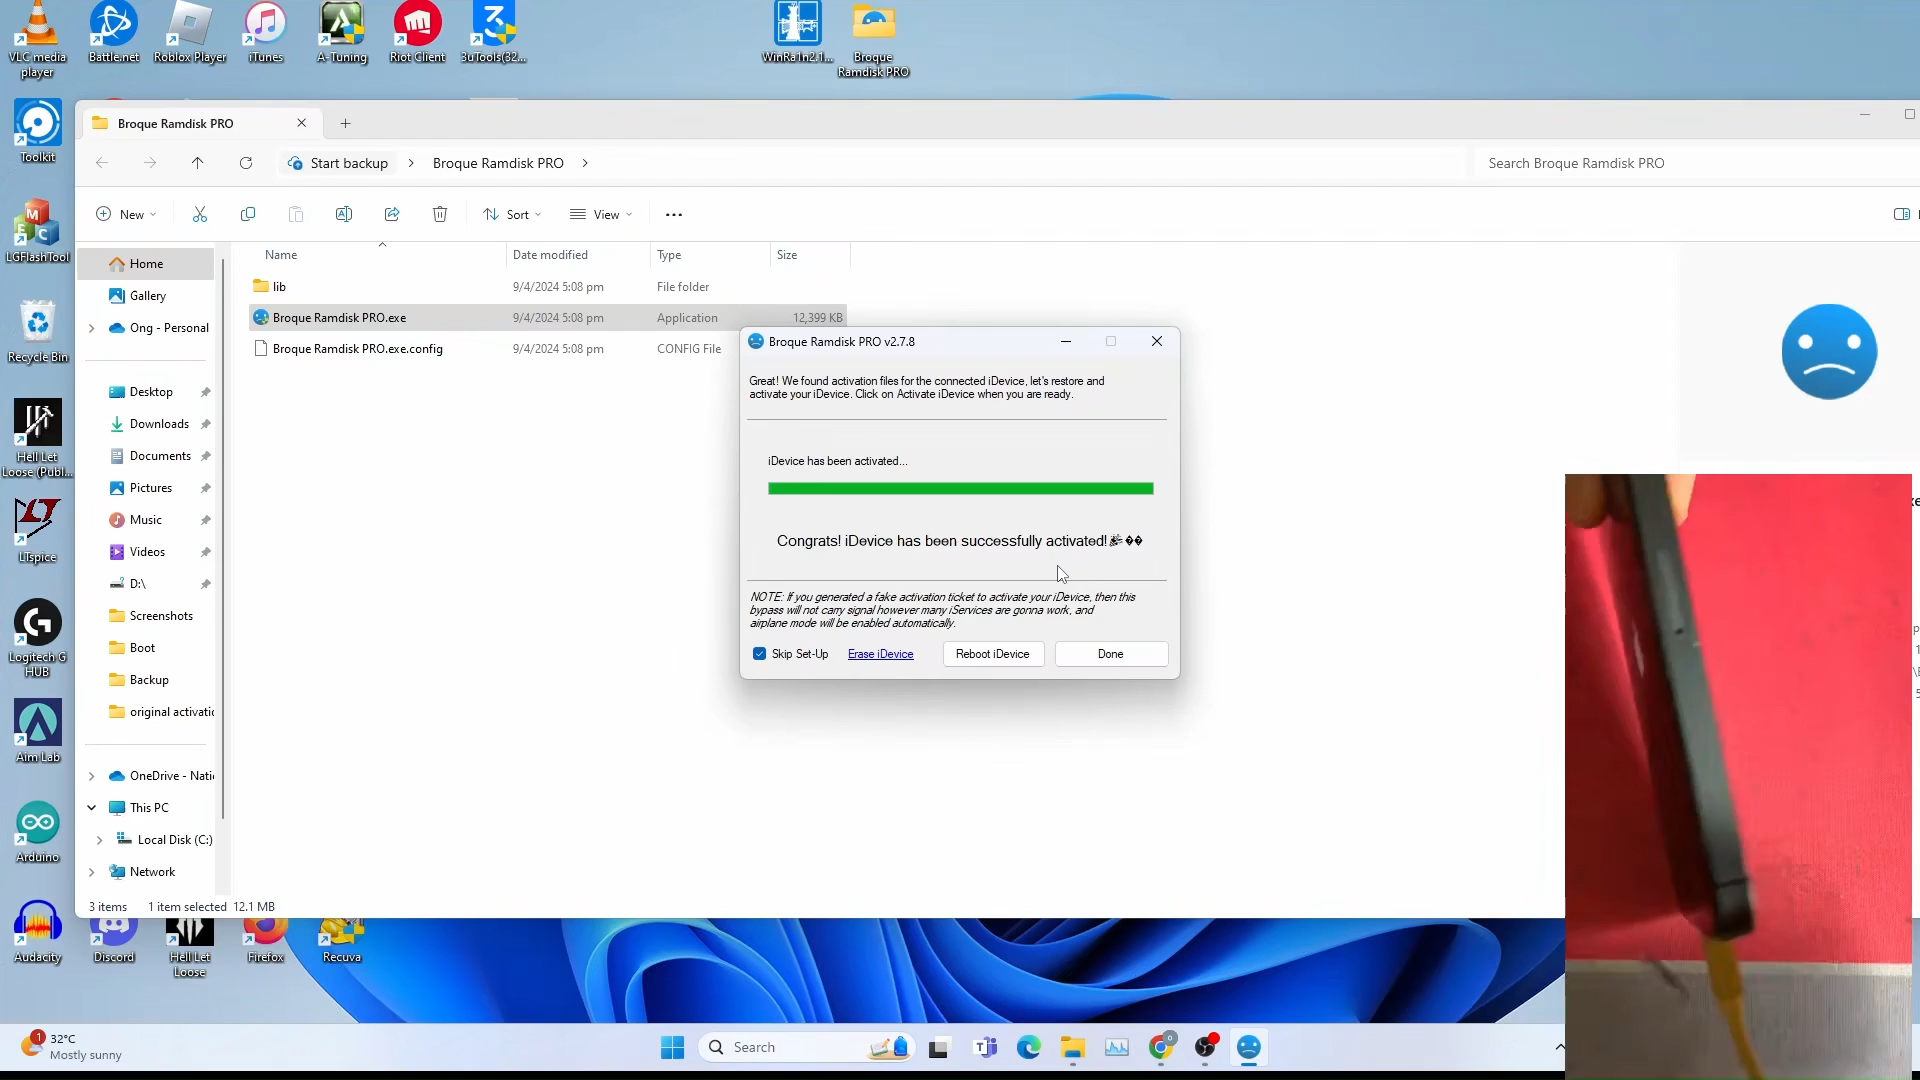 VLC media
player
Battle.net
Roblox Player
iTunes
A-Tuning
Riot Client
3uTools(32...
WinRa1n2.1...
Broque
Ramdisk PRO
Toolkit
LGFlashTool
Recycle Bin
Hell Let
Loose (Publ...
LTspice
Logitech G
HUB
Aim Lab
Arduino
Audacity
Discord
Hell Let
Loose
Firefox
Recuva
Broque Ramdisk PRO
Start backup
Broque Ramdisk PRO
Search Broque Ramdisk PRO
New
Sort
View
Name
Date modified
Type
Size
Home
Gallery
Ong - Personal
Desktop
Downloads
Documents
Pictures
Music
Videos
D:\
Screenshots
Boot
Backup
original activatic
OneDrive - Nati
This PC
Local Disk (C:)
Network
lib
9/4/2024 5:08 pm
File folder
Broque Ramdisk PRO.exe
9/4/2024 5:08 pm
Application
12,399 KB
Broque Ramdisk PRO.exe.config
9/4/2024 5:08 pm
CONFIG File
3 items
1 item selected 12.1 MB
Broque Ramdisk PRO v2.7.8
Great! We found activation files for the connected iDevice, let's restore and
activate your iDevice. Click on Activate iDevice when you are ready.
iDevice has been activated...
Congrats! iDevice has been successfully activated!🎉��
NOTE: If you generated a fake activation ticket to activate your iDevice, then this
bypass will not carry signal however many iServices are gonna work, and
airplane mode will be enabled automatically.
Skip Set-Up
Erase iDevice
Reboot iDevice
Done
1
32°C
Mostly sunny
Search